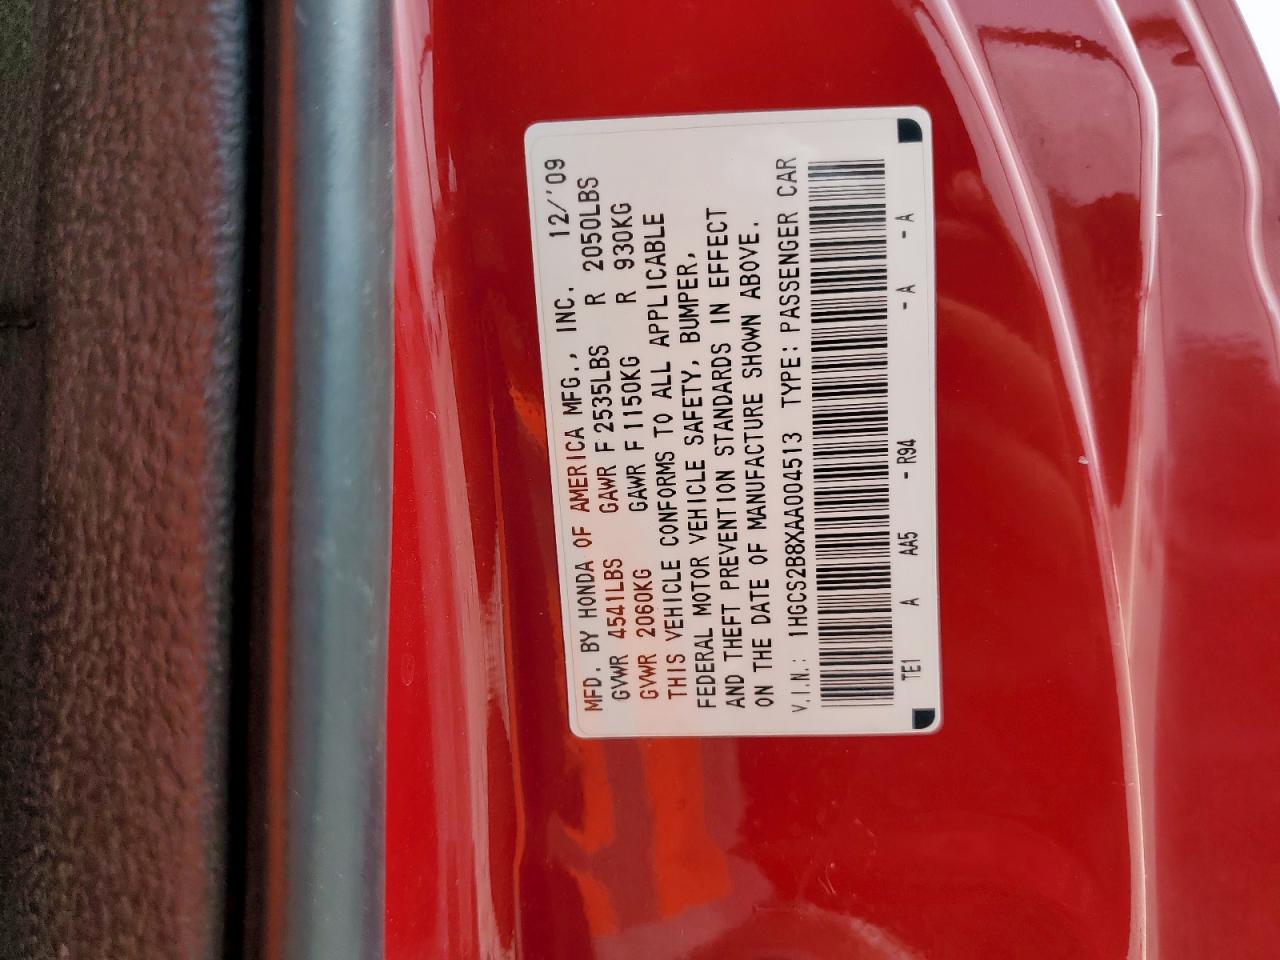 MFD. BY HONDA OF AMERICA MFG., INC. 12/'09
GVWR 4541LBS GAWR F 2535LBS R 2050LBS
GVWR 2060KG GAWR F 1150KG R 930KG
THIS VEHICLE CONFORMS TO ALL APPLICABLE
FEDERAL MOTOR VEHICLE SAFETY, BUMPER,
AND THEFT PREVENTION STANDARDS IN EFFECT
ON THE DATE OF MANUFACTURE SHOWN ABOVE.
V.I.N.: 1HGCS2B8XAA004513 TYPE: PASSENGER CAR
TE1 A AA5 - R94 - A - A